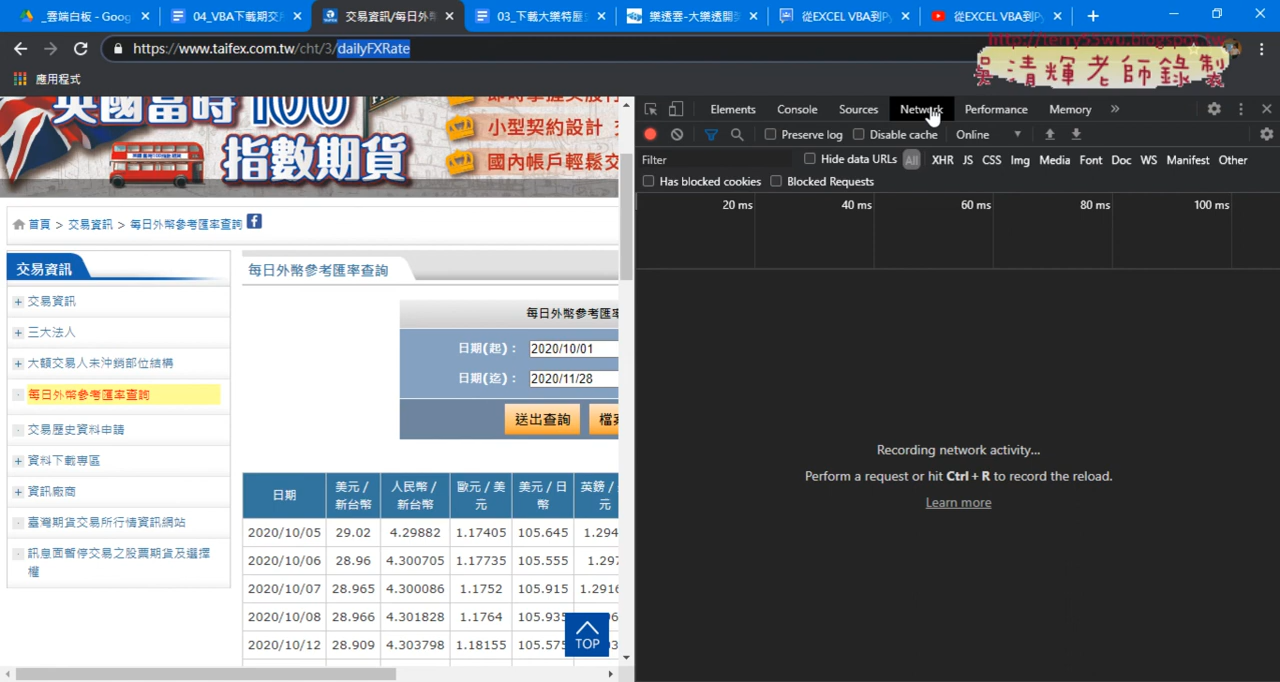 _雲端白板 - Goog
04_VBA下載期交
交易資訊/每日外
03_下載大樂特
樂透雲-大樂透開
從EXCEL VBA到P
從EXCEL VBA到P
https://www.taifex.com.tw/cht/3/dailyFXRate
http://terry55wu.blogspot.tw
吳清輝老師錄製
應用程式
英國富時100
指數期貨
小型契約設計
國內帳戶輕鬆交
首頁 > 交易資訊 > 每日外幣參考匯率查詢
交易資訊
交易資訊
三大法人
大額交易人未沖銷部位結構
每日外幣參考匯率查詢
交易歷史資料申請
資料下載專區
資訊廠商
臺灣期貨交易所行情資訊網站
訊息面暫停交易之股票期貨及選擇
權
每日外幣參考匯率查詢
每日外幣參考匯率
日期(起)： 2020/10/01
日期(迄)： 2020/11/28
送出查詢 檔案
日期 美元／新台幣 人民幣／新台幣 歐元／美元 美元／日幣 英鎊／元
2020/10/05 29.02 4.29882 1.17405 105.645 1.294
2020/10/06 28.96 4.300705 1.17735 105.555 1.297
2020/10/07 28.965 4.300086 1.1752 105.915 1.2916
2020/10/08 28.966 4.301828 1.1764 105.935
2020/10/12 28.909 4.303798 1.18155 105.575
TOP
Elements Console Sources Network Performance Memory »
Preserve log Disable cache Online
Filter Hide data URLs All XHR JS CSS Img Media Font Doc WS Manifest Other
Has blocked cookies Blocked Requests
20 ms 40 ms 60 ms 80 ms 100 ms
Recording network activity…
Perform a request or hit Ctrl + R to record the reload.
Learn more